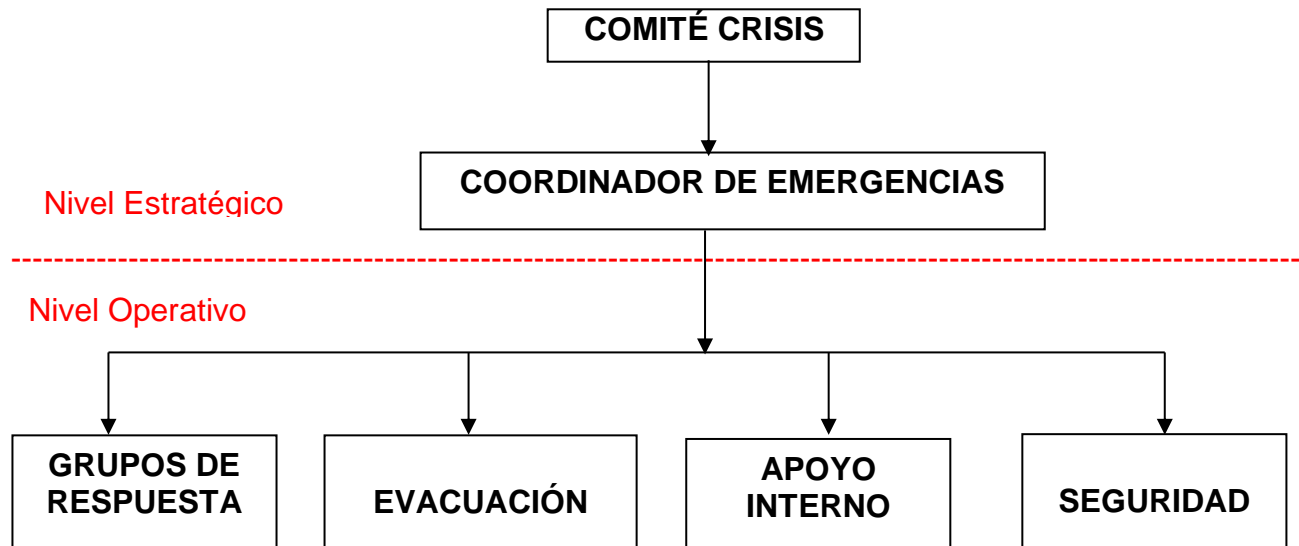 COMITÉ CRISIS
COORDINADOR DE EMERGENCIAS
Nivel Estratégico
Nivel Operativo
GRUPOS DE
RESPUESTA
EVACUACIÓN
APOYO
INTERNO
SEGURIDAD